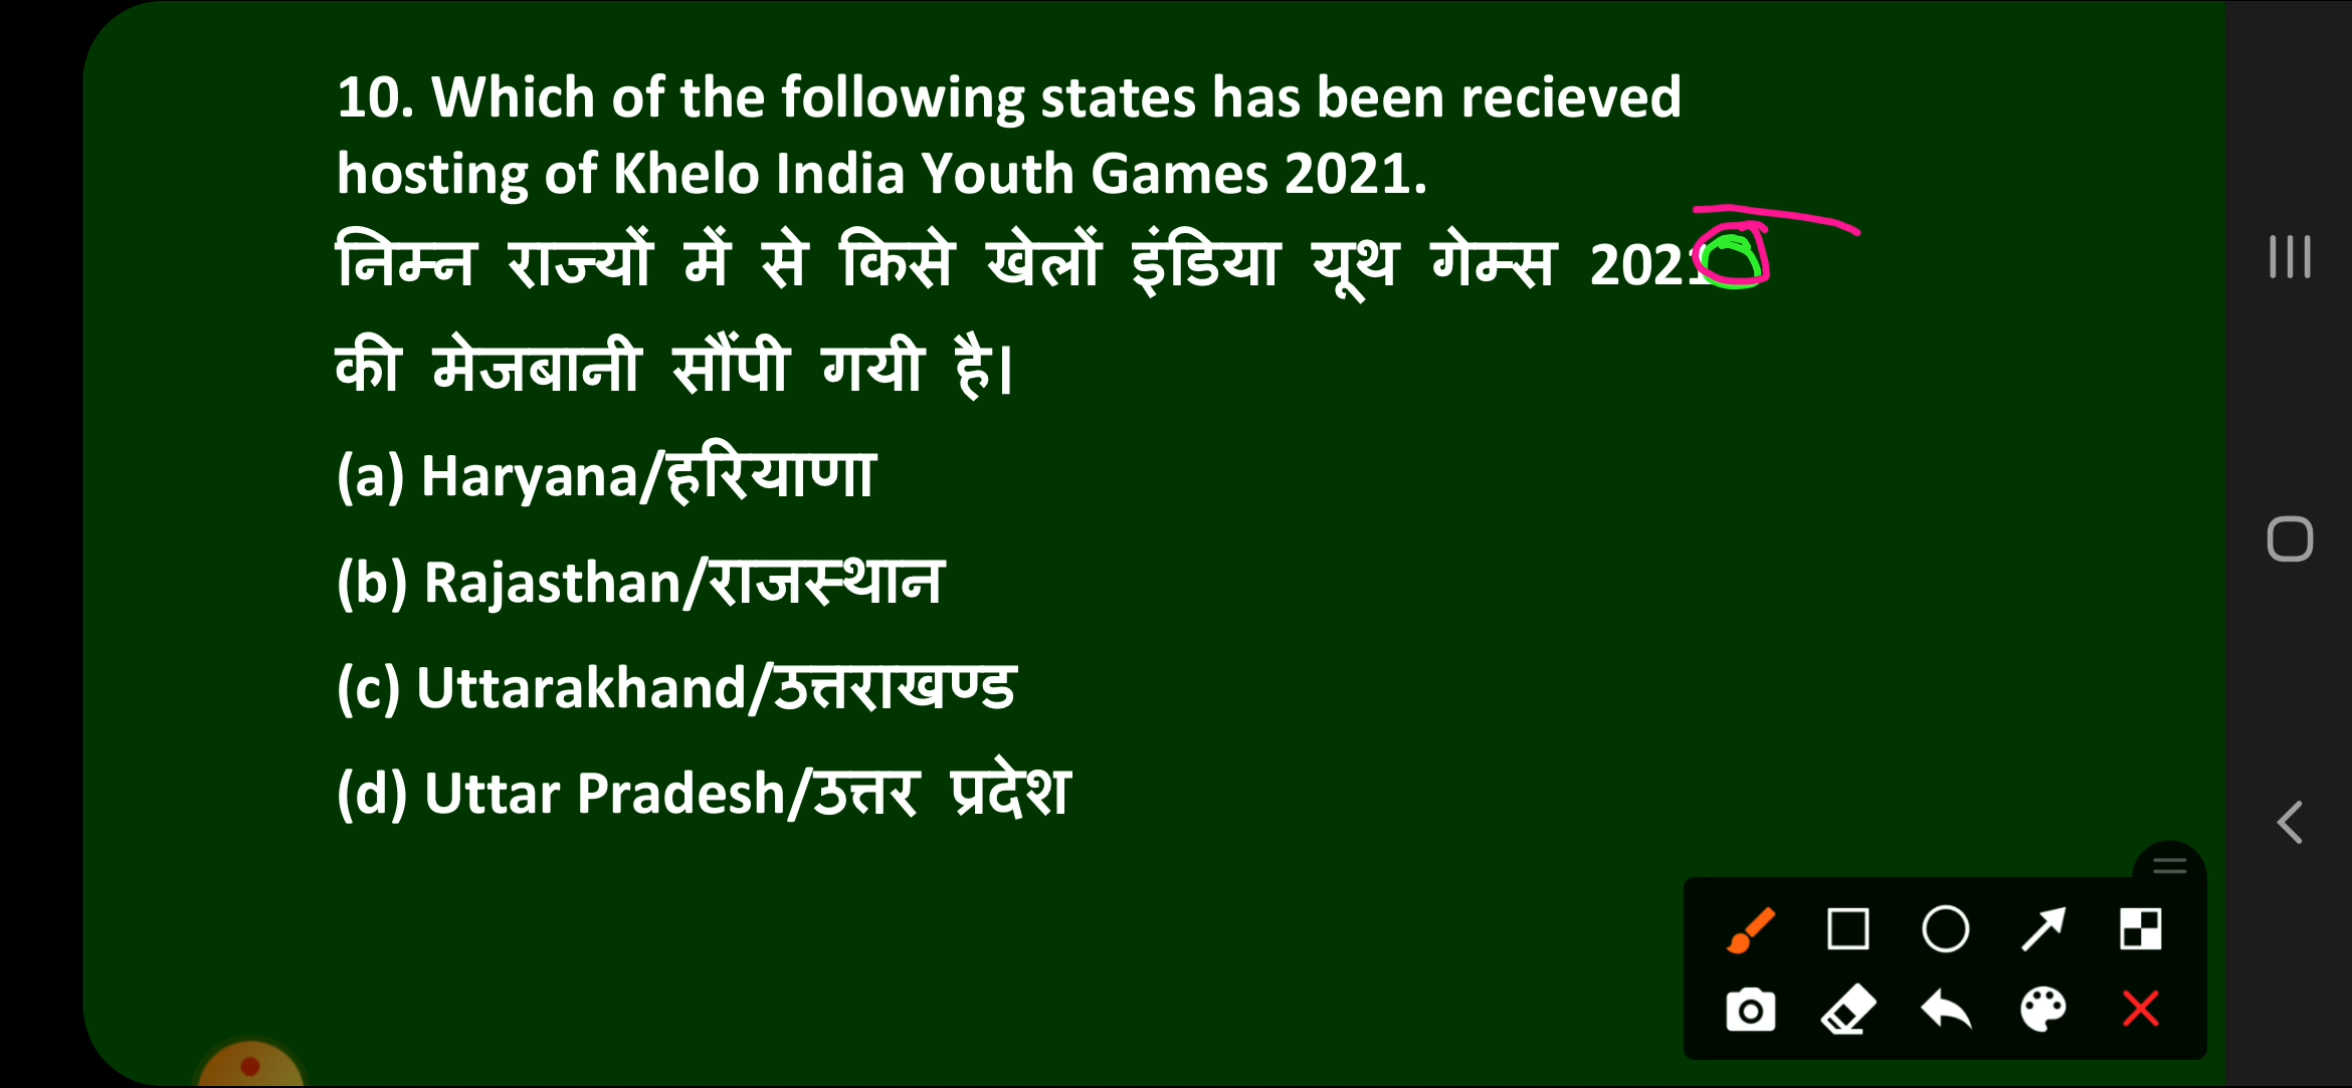 10. Which of the following states has been recieved
hosting of Khelo India Youth Games 2021.
निम्न राज्यों में से किसे खेलों इंडिया यूथ गेम्स 2021
की मेजबानी सौंपी गयी है।
(a) Haryana/हरियाणा
(b) Rajasthan/राजस्थान
(c) Uttarakhand/उत्तराखण्ड
(d) Uttar Pradesh/उत्तर प्रदेश